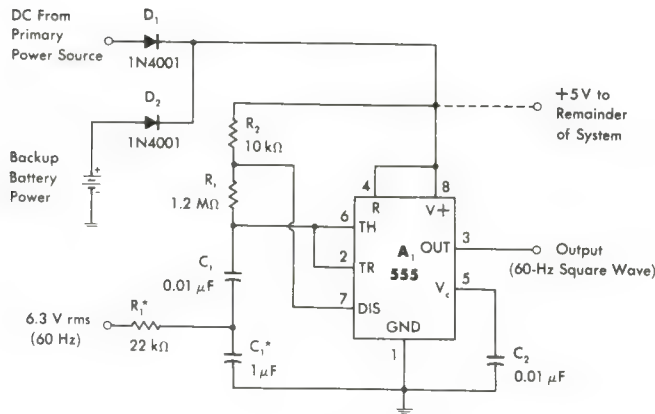 DC From
Primary
Power Source
D₁
1N4001
D₂
1N4001
+5V to
Remainder
of System
Backup
Battery
Power
+
-
R₂
10 kΩ
R₁
1.2 MΩ
4
8
R
V+
6
TH
2
TR
7
DIS
A₁
555
OUT
3
Output
(60-Hz Square Wave)
V꜀
5
GND
1
C₁
0.01 µF
6.3 V rms
(60 Hz)
R₁*
22 kΩ
C₁*
1 µF
C₂
0.01 µF